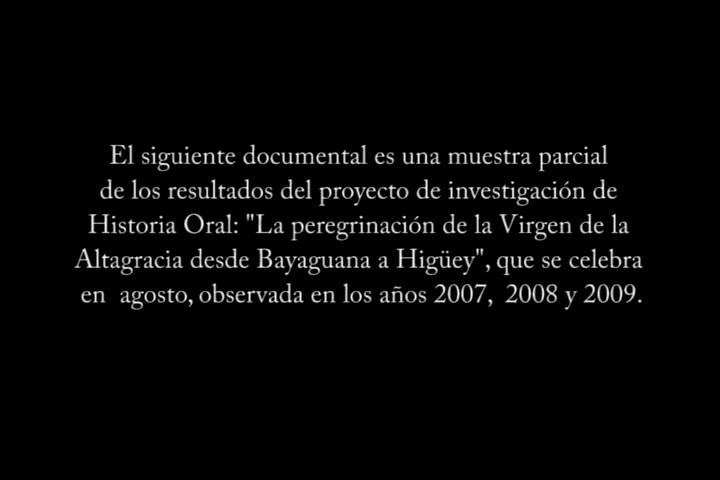 El siguiente documental es una muestra parcial
de los resultados del proyecto de investigación de
Historia Oral: "La peregrinación de la Virgen de la
Altagracia desde Bayaguana a Higüey", que se celebra
en  agosto, observada en los años 2007,  2008 y 2009.